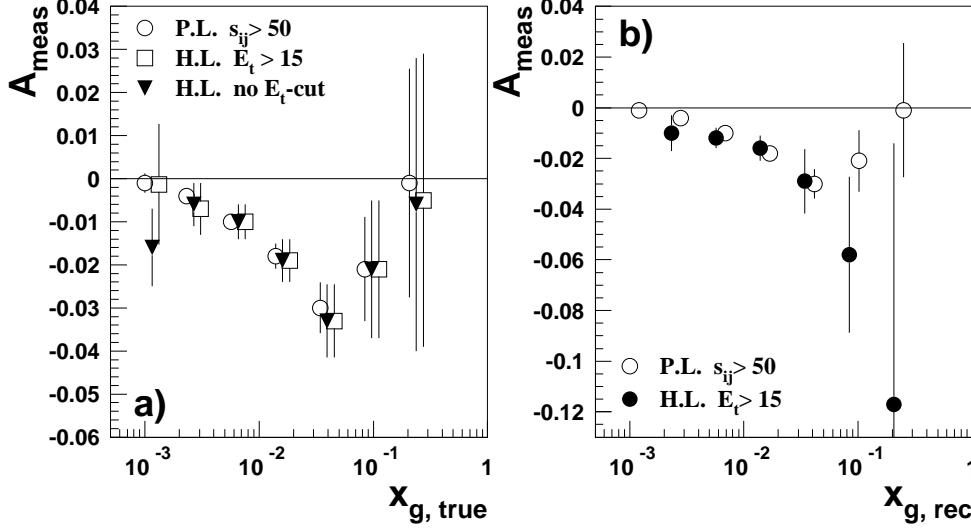 A_meas
0.04
0.03
0.02
0.01
0
-0.01
-0.02
-0.03
-0.04
-0.05
-0.06
P.L. s_ij > 50
H.L. E_t > 15
H.L. no E_t-cut
a)
10^-3
10^-2
10^-1
1
x_g, true
A_meas
0.04
0.02
0
-0.02
-0.04
-0.06
-0.08
-0.1
-0.12
b)
P.L. s_ij > 50
H.L. E_t > 15
10^-3
10^-2
10^-1
1
x_g, rec